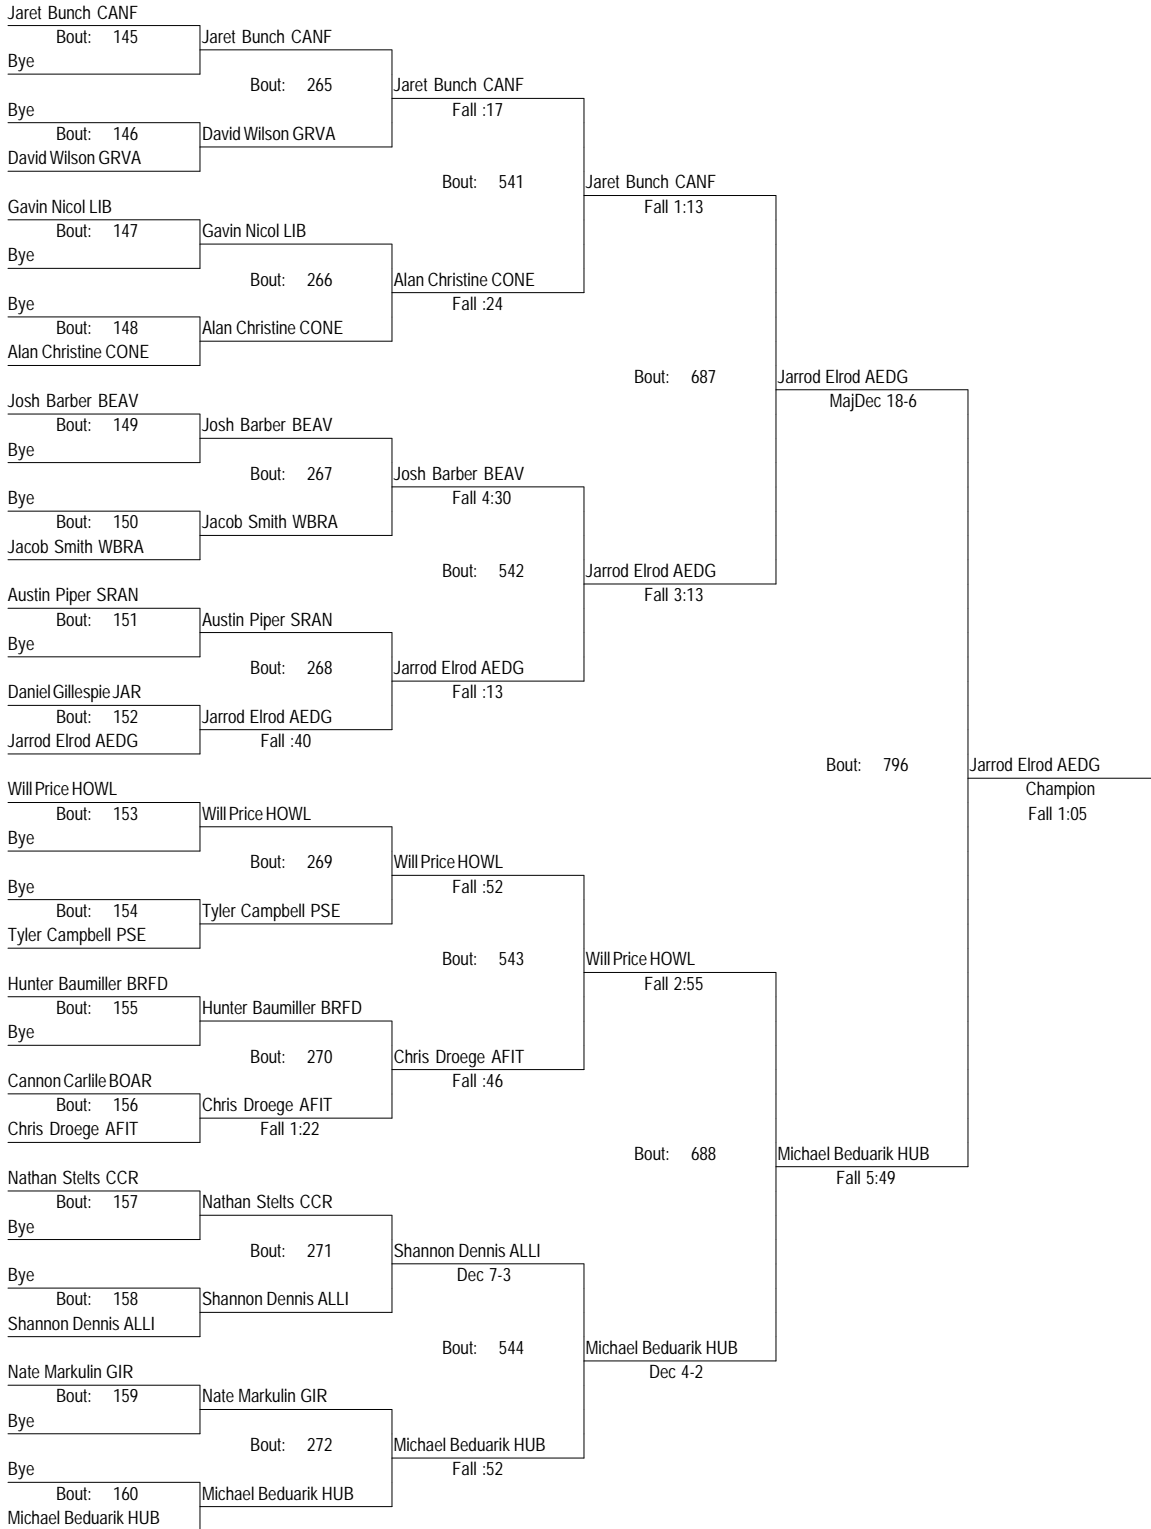 Jaret Bunch CANF
Bout: 145
Jaret Bunch CANF
Bye
Bout: 265
Jaret Bunch CANF
Bye
Fall :17
Bout: 146
David Wilson GRVA
David Wilson GRVA
Bout: 541
Jaret Bunch CANF
Gavin Nicol LIB
Fall 1:13
Bout: 147
Gavin Nicol LIB
Bye
Bout: 266
Alan Christine CONE
Bye
Fall :24
Bout: 148
Alan Christine CONE
Alan Christine CONE
Bout: 687
Jarrod Elrod AEDG
Josh Barber BEAV
MajDec 18-6
Bout: 149
Josh Barber BEAV
Bye
Bout: 267
Josh Barber BEAV
Bye
Fall 4:30
Bout: 150
Jacob Smith WBRA
Jacob Smith WBRA
Bout: 542
Jarrod Elrod AEDG
Austin Piper SRAN
Fall 3:13
Bout: 151
Austin Piper SRAN
Bye
Bout: 268
Jarrod Elrod AEDG
Daniel Gillespie JAR
Fall :13
Bout: 152
Jarrod Elrod AEDG
Jarrod Elrod AEDG
Fall :40
Bout: 796
Jarrod Elrod AEDG
Will Price HOWL
Champion
Bout: 153
Will Price HOWL
Fall 1:05
Bye
Bout: 269
Will Price HOWL
Bye
Fall :52
Bout: 154
Tyler Campbell PSE
Tyler Campbell PSE
Bout: 543
Will Price HOWL
Hunter Baumiller BRFD
Fall 2:55
Bout: 155
Hunter Baumiller BRFD
Bye
Bout: 270
Chris Droege AFIT
Cannon Carlile BOAR
Fall :46
Bout: 156
Chris Droege AFIT
Chris Droege AFIT
Fall 1:22
Bout: 688
Michael Beduarik HUB
Nathan Stelts CCR
Fall 5:49
Bout: 157
Nathan Stelts CCR
Bye
Bout: 271
Shannon Dennis ALLI
Bye
Dec 7-3
Bout: 158
Shannon Dennis ALLI
Shannon Dennis ALLI
Bout: 544
Michael Beduarik HUB
Nate Markulin GIR
Dec 4-2
Bout: 159
Nate Markulin GIR
Bye
Bout: 272
Michael Beduarik HUB
Bye
Fall :52
Bout: 160
Michael Beduarik HUB
Michael Beduarik HUB